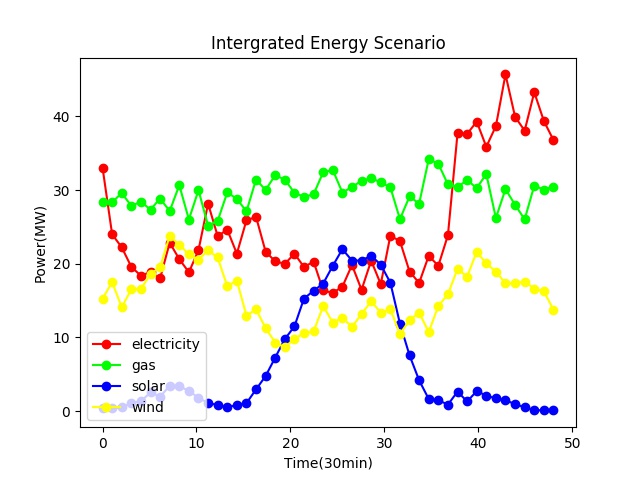 Intergrated Energy Scenario
Power(MW)
40
30
20
10
0
electricity
gas
solar
wind
0 10 20 30 40 50
Time(30min)